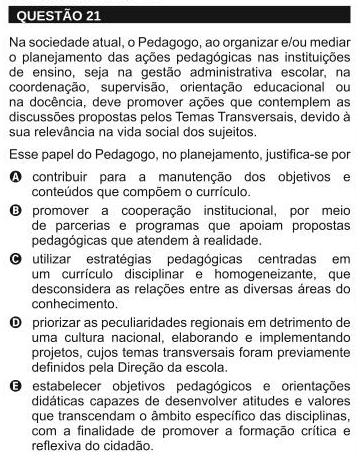 QUESTÃO 21
Na sociedade atual, o Pedagogo, ao organizar e/ou mediar
o planejamento das ações pedagógicas nas instituições
de ensino, seja na gestão administrativa escolar, na
coordenação, supervisão, orientação educacional ou
na docência, deve promover ações que contemplem as
discussões propostas pelos Temas Transversais, devido à
sua relevância na vida social dos sujeitos.
Esse papel do Pedagogo, no planejamento, justifica-se por
A contribuir para a manutenção dos objetivos e
conteúdos que compõem o currículo.
B promover a cooperação institucional, por meio
de parcerias e programas que apoiam propostas
pedagógicas que atendem à realidade.
C utilizar estratégias pedagógicas centradas em
um currículo disciplinar e homogeneizante, que
desconsidera as relações entre as diversas áreas do
conhecimento.
D priorizar as peculiaridades regionais em detrimento de
uma cultura nacional, elaborando e implementando
projetos, cujos temas transversais foram previamente
definidos pela Direção da escola.
E estabelecer objetivos pedagógicos e orientações
didáticas capazes de desenvolver atitudes e valores
que transcendam o âmbito específico das disciplinas,
com a finalidade de promover a formação crítica e
reflexiva do cidadão.